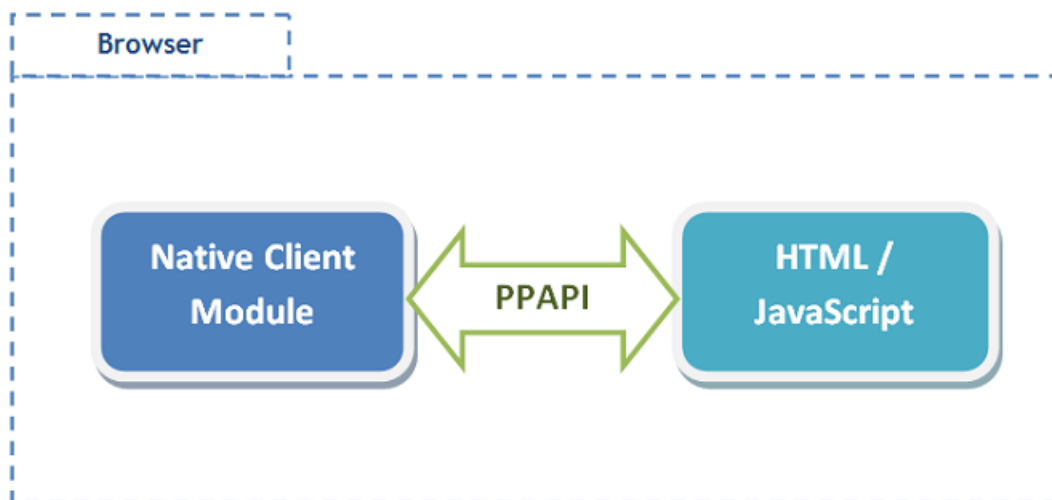 Browser
Native Client
Module
PPAPI
HTML /
JavaScript